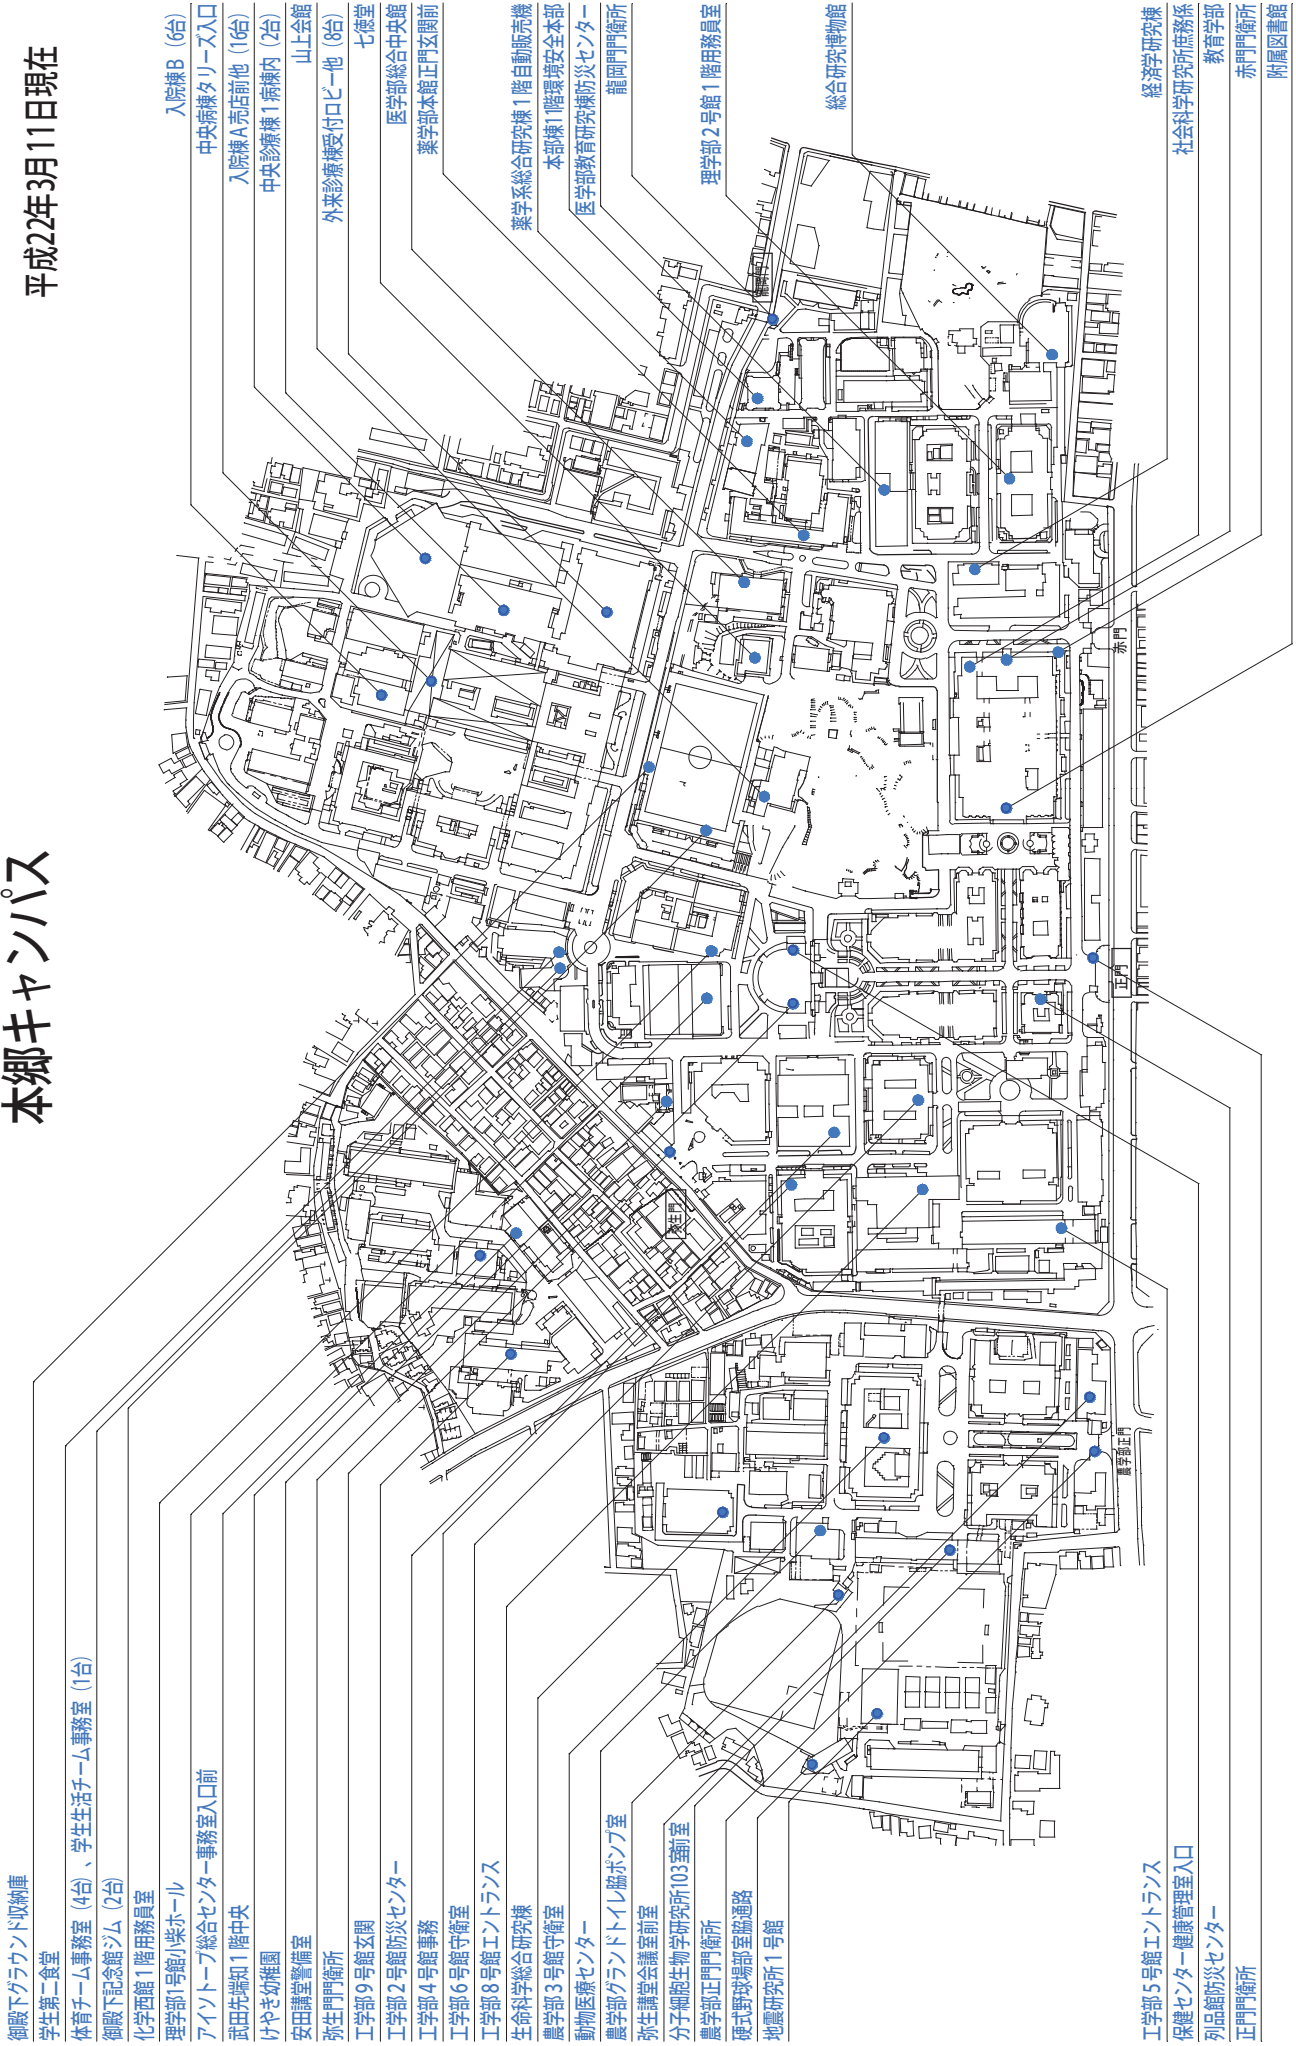 本郷キャンパス
平成22年3月11日現在
御殿下グラウンド収納庫
学生第二食堂
体育チーム事務室（4台）、学生生活チーム事務室（1台）
御殿下記念館ジム（2台）
化学西館１階用務員室
理学部1号館小柴ホール
アイソトープ総合センター事務室入口前
武田先端知１階中央
けやき幼稚園
安田講堂警備室
弥生門門衛所
工学部９号館玄関
工学部２号館防災センター
工学部４号館事務
工学部６号館守衛室
工学部８号館エントランス
生命科学総合研究棟
農学部３号館守衛室
動物医療センター
農学部グランドトイレ脇ポンプ室
弥生講堂会議室前室
分子細胞生物学研究所103室前室
農学部正門門衛所
硬式野球場部室脇通路
地震研究所１号館
工学部５号館エントランス
保健センター健康管理室入口
列品館防災センター
正門門衛所
入院棟Ｂ（6台）
中央病棟タリーズ入口
入院棟Ａ売店前他（16台）
中央診療棟１病棟内（2台）
山上会館
外来診療棟受付ロビー他（8台）
七徳堂
医学部総合中央館
薬学部本館正門玄関前
薬学系総合研究棟１階自動販売機
本部棟11階環境安全本部
医学部教育研究棟防災センター
龍岡門門衛所
理学部２号館１階用務員室
総合研究博物館
経済学研究棟
社会科学研究所庶務係
教育学部
赤門門衛所
附属図書館
龍岡門
赤門
正門
弥生門
農学部正門